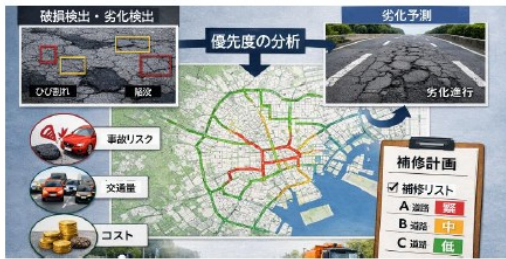 破損検出・劣化検出
劣化予測
優先度の分析
ひび割れ
陥没
劣化進行
事故リスク
交通量
コスト
補修計画
補修リスト
A 道路
B 道路 中
C 道路 低